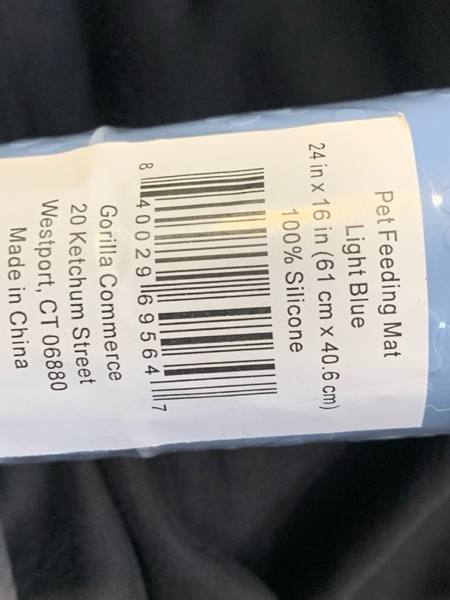 Pet Feeding Mat
Light Blue
24 in x 16 in (61 cm x 40.6 cm)
100% Silicone
8 40029 69564 7
Gorilla Commerce
20 Ketchum Street
Westport, CT 06880
Made in China